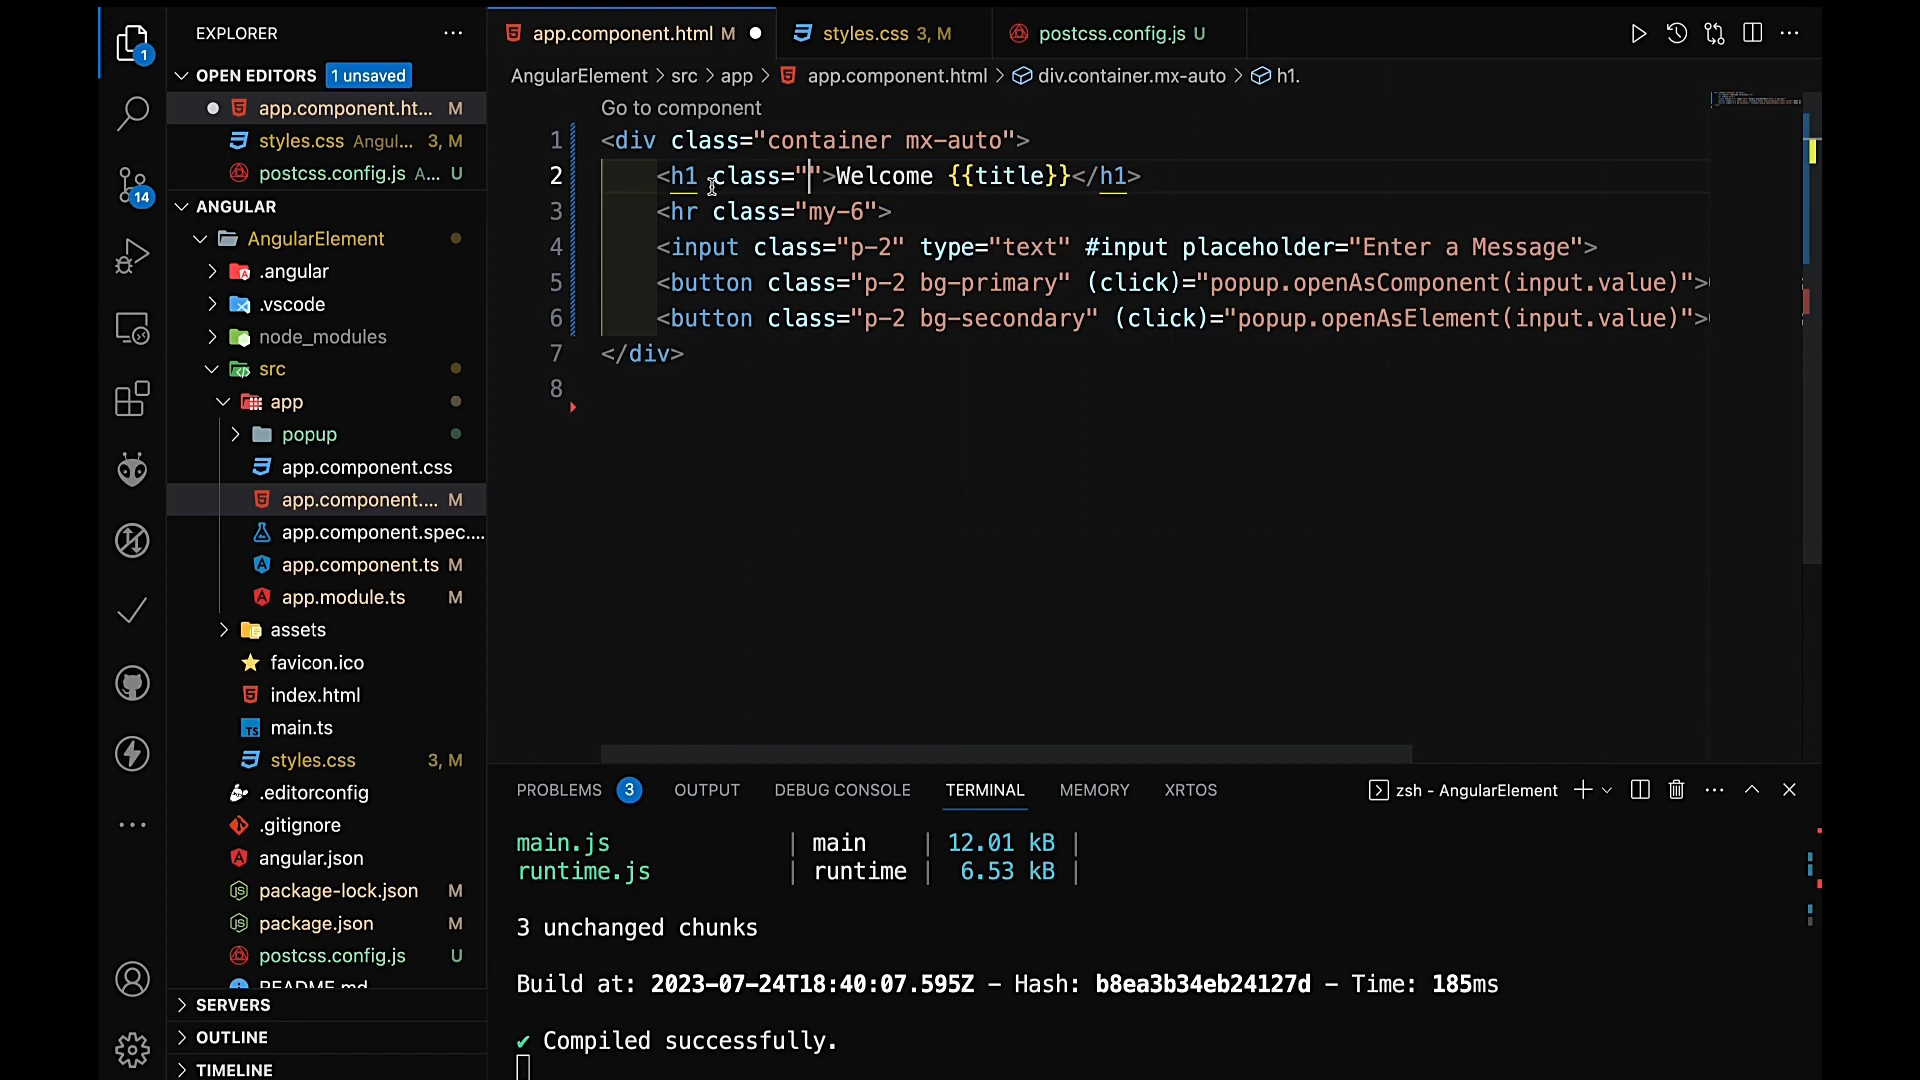 EXPLORER
OPEN EDITORS 1 unsaved
app.component.ht... M
styles.css Angul... 3, M
postcss.config.js A... U
ANGULAR
AngularElement
.angular
.vscode
node_modules
src
app
popup
app.component.css
app.component.... M
app.component.spec....
app.component.ts M
app.module.ts M
assets
favicon.ico
index.html
main.ts
styles.css 3, M
.editorconfig
.gitignore
angular.json
package-lock.json M
package.json M
postcss.config.js U
README.md
SERVERS
OUTLINE
TIMELINE
1
14
app.component.html M
styles.css 3, M
postcss.config.js U
AngularElement > src > app > app.component.html > div.container.mx-auto > h1.
Go to component
1 <div class="container mx-auto">
2 <h1 class="">Welcome {{title}}</h1>
3 <hr class="my-6">
4 <input class="p-2" type="text" #input placeholder="Enter a Message">
5 <button class="p-2 bg-primary" (click)="popup.openAsComponent(input.value)">
6 <button class="p-2 bg-secondary" (click)="popup.openAsElement(input.value)">
7 </div>
8
PROBLEMS 3 OUTPUT DEBUG CONSOLE TERMINAL MEMORY XRTOS zsh - AngularElement
main.js | main | 12.01 kB |
runtime.js | runtime | 6.53 kB |
3 unchanged chunks
Build at: 2023-07-24T18:40:07.595Z - Hash: b8ea3b34eb24127d - Time: 185ms
✔ Compiled successfully.